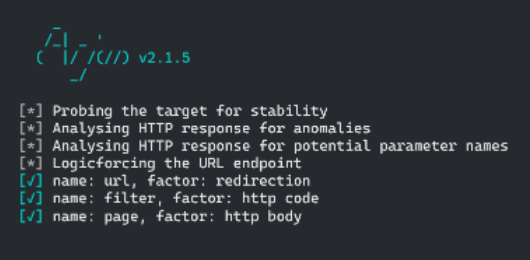 v2.1.5
[*] Probing the target for stability
[*] Analysing HTTP response for anomalies
[*] Analysing HTTP response for potential parameter names
[*] Logicforcing the URL endpoint
[✓] name: url, factor: redirection
[✓] name: filter, factor: http code
[✓] name: page, factor: http body